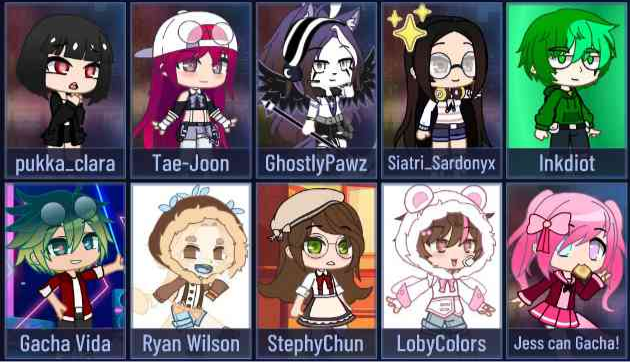 pukka_clara
Tae-Joon
GhostlyPawz
Siatri_Sardonyx
Inkdiot
Gacha Vida
Ryan Wilson
StephyChun
LobyColors
Jess can Gacha!